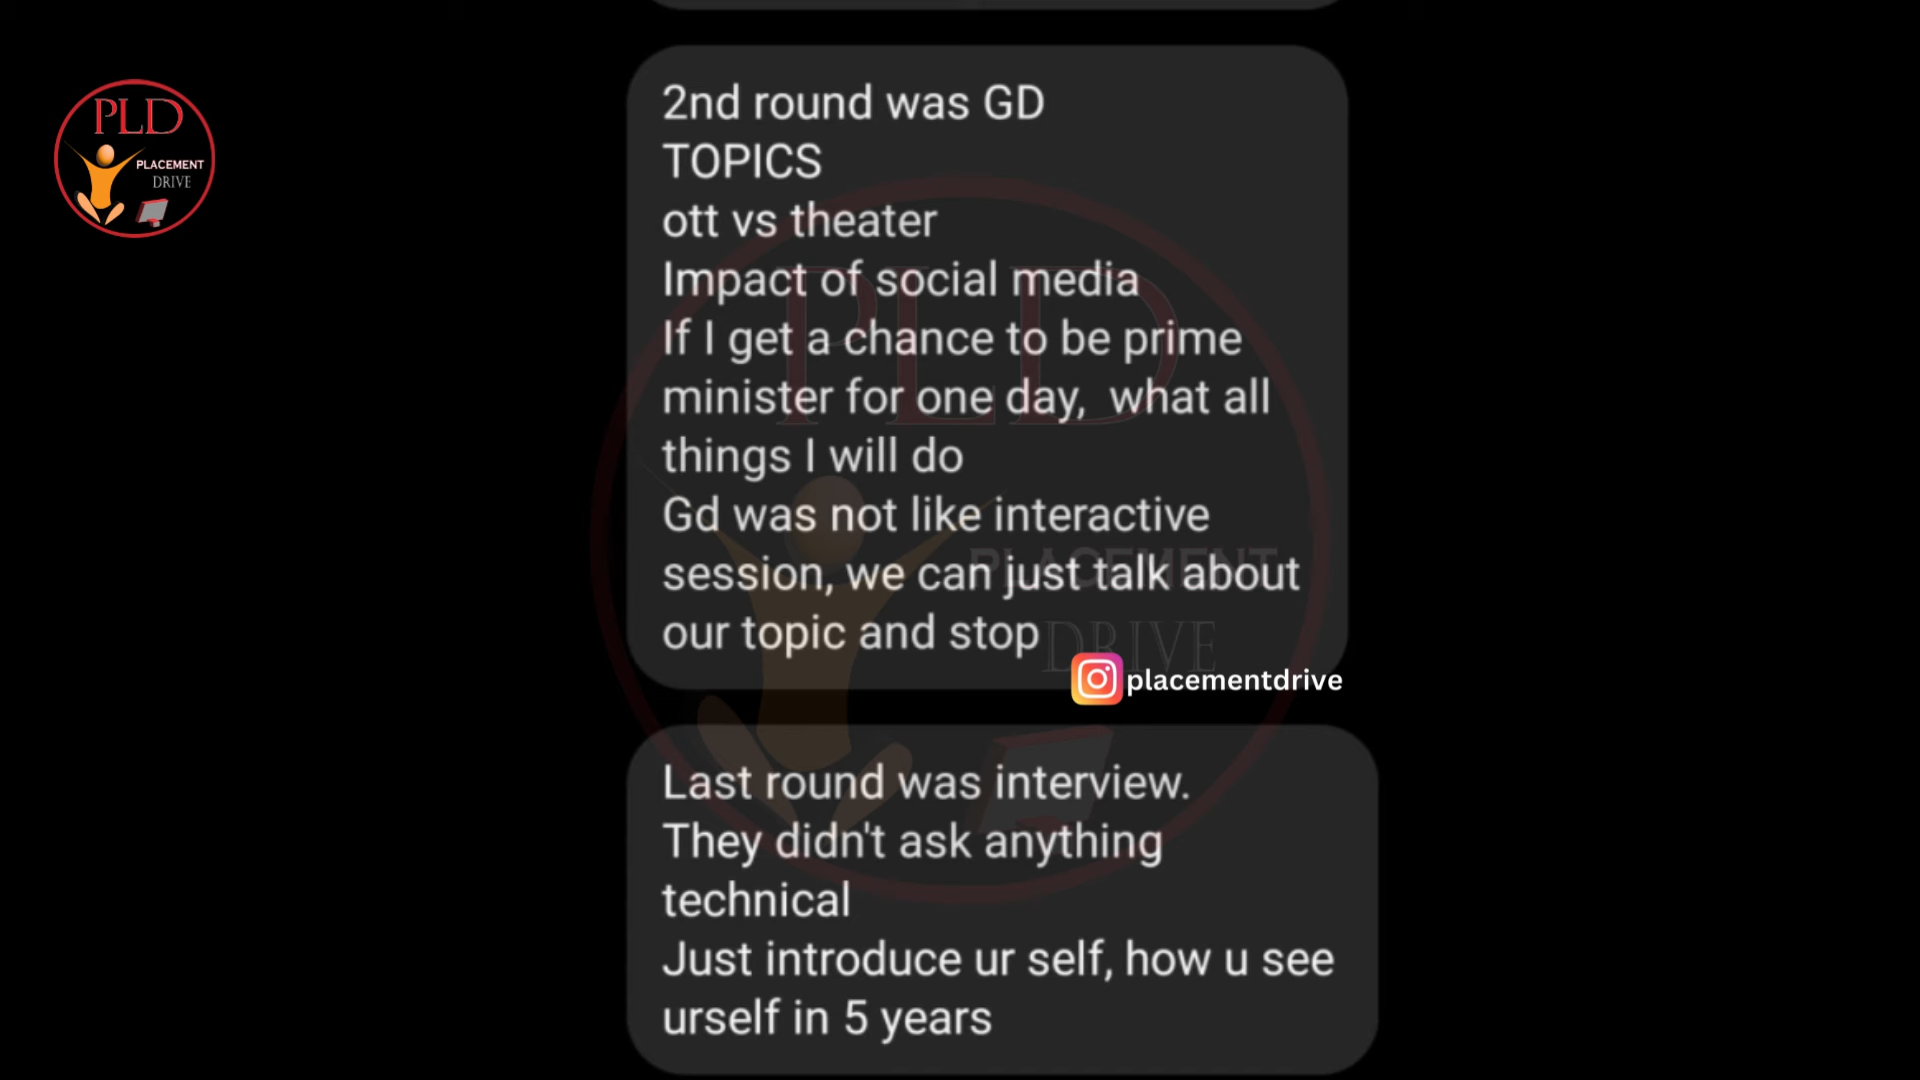 PLD
PLACEMENT
DRIVE
2nd round was GD
TOPICS
ott vs theater
Impact of social media
If I get a chance to be prime
minister for one day,  what all
things I will do
Gd was not like interactive
session, we can just talk about
our topic and stop
placementdrive
Last round was interview.
They didn't ask anything
technical
Just introduce ur self, how u see
urself in 5 years
PLD
PLACEMENT
DRIVE